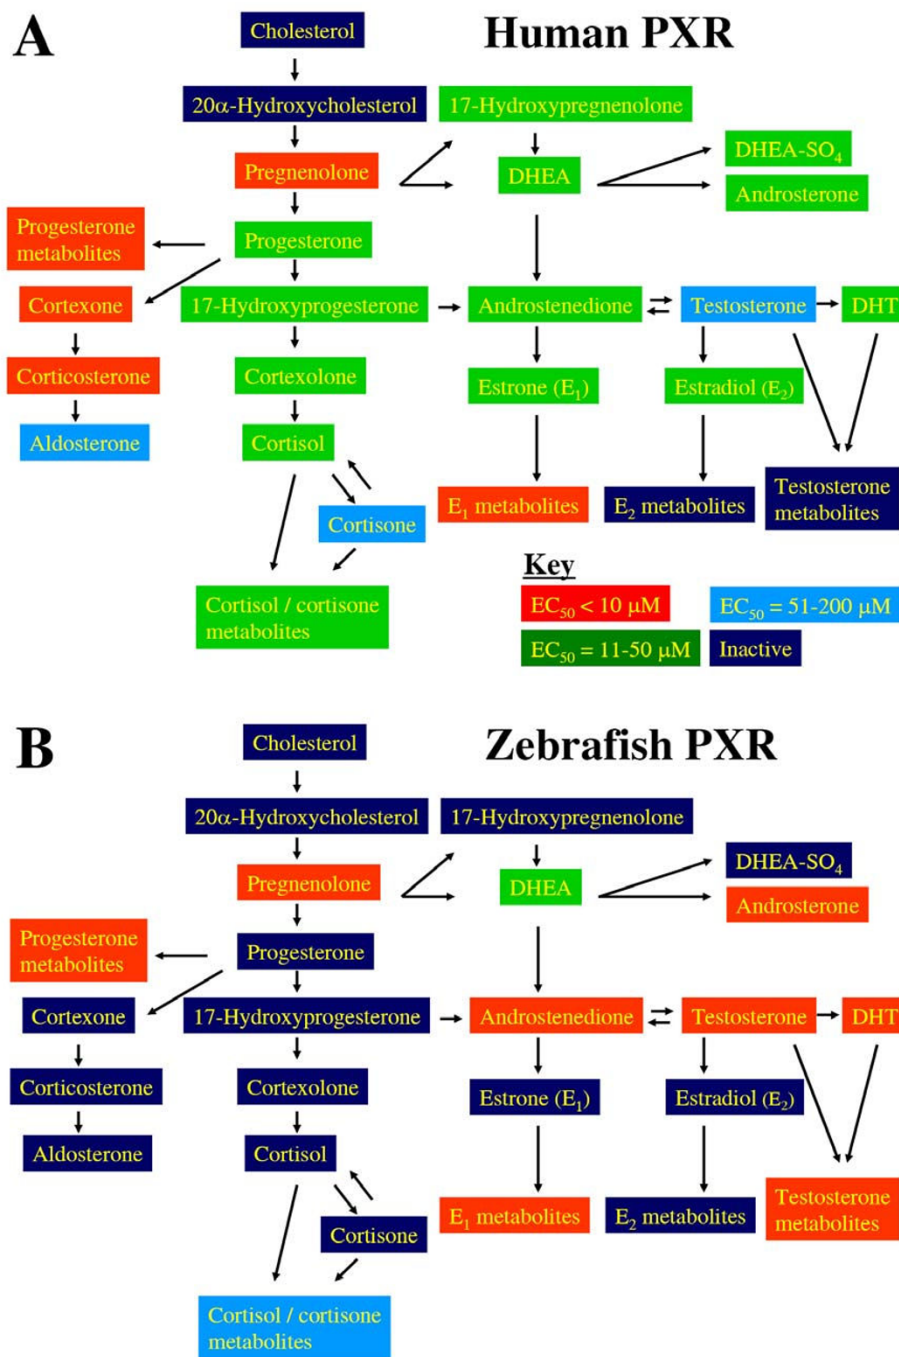 A
Human PXR
Cholesterol
20α-Hydroxycholesterol
17-Hydroxypregnenolone
Pregnenolone
DHEA
DHEA-SO₄
Androsterone
Progesterone
metabolites
Progesterone
Cortexone
17-Hydroxyprogesterone
Androstenedione
Testosterone
DHT
Corticosterone
Cortexolone
Estrone (E₁)
Estradiol (E₂)
Aldosterone
Cortisol
Cortisone
E₁ metabolites
E₂ metabolites
Testosterone
metabolites
Cortisol / cortisone
metabolites
Key
EC₅₀ < 10 μM
EC₅₀ = 51-200 μM
EC₅₀ = 11-50 μM
Inactive
B
Zebrafish PXR
Cholesterol
20α-Hydroxycholesterol
17-Hydroxypregnenolone
Pregnenolone
DHEA
DHEA-SO₄
Androsterone
Progesterone
metabolites
Progesterone
Cortexone
17-Hydroxyprogesterone
Androstenedione
Testosterone
DHT
Corticosterone
Cortexolone
Estrone (E₁)
Estradiol (E₂)
Aldosterone
Cortisol
Cortisone
E₁ metabolites
E₂ metabolites
Testosterone
metabolites
Cortisol / cortisone
metabolites